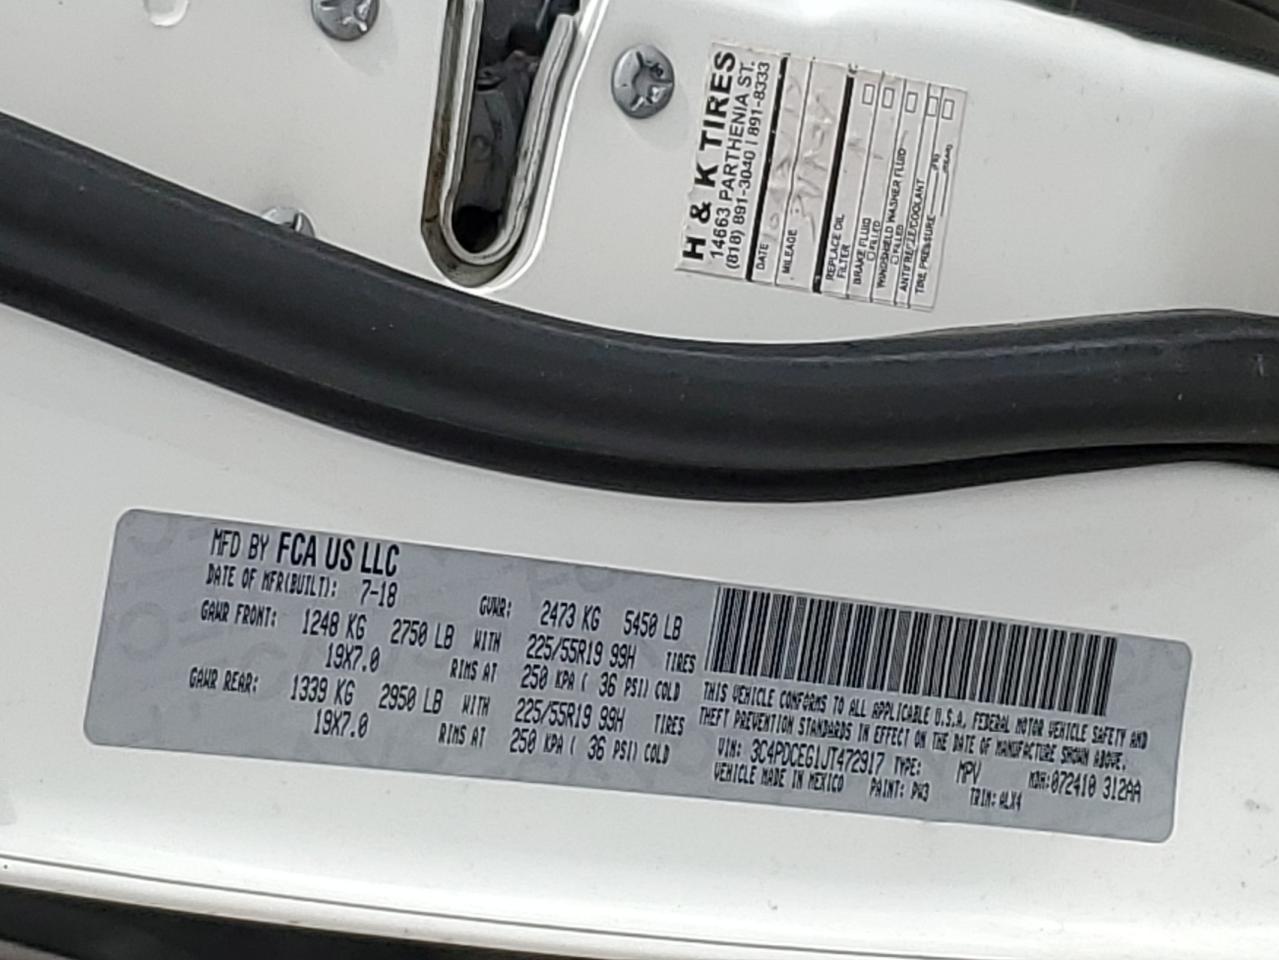 H & K TIRES
14663 PARTHENIA ST.
(818) 891-3040 / 891-8333
DATE
MILEAGE
REPLACE OIL
FILTER
BRAKE FLUID
FILLED
WINDSHIELD WASHER FLUID
FILLED
ANTIFREEZE/COOLANT
TIRE PRESSURE
MFD BY FCA US LLC
DATE OF MFR(BUILT): 7-18
GVWR: 2473 KG 5450 LB
GAWR FRONT: 1248 KG 2750 LB WITH 225/55R19 99H TIRES
19X7.0 RIMS AT 250 KPA ( 36 PSI) COLD
GAWR REAR: 1339 KG 2950 LB WITH 225/55R19 99H TIRES
19X7.0 RIMS AT 250 KPA ( 36 PSI) COLD
THIS VEHICLE CONFORMS TO ALL APPLICABLE U.S.A. FEDERAL MOTOR VEHICLE SAFETY AND
THEFT PREVENTION STANDARDS IN EFFECT ON THE DATE OF MANUFACTURE SHOWN ABOVE.
VIN: 3C4PDCEG1JT472917 TYPE: MPV MDH:072410 312AA
VEHICLE MADE IN MEXICO PAINT: PW3 TRIM: ALX4